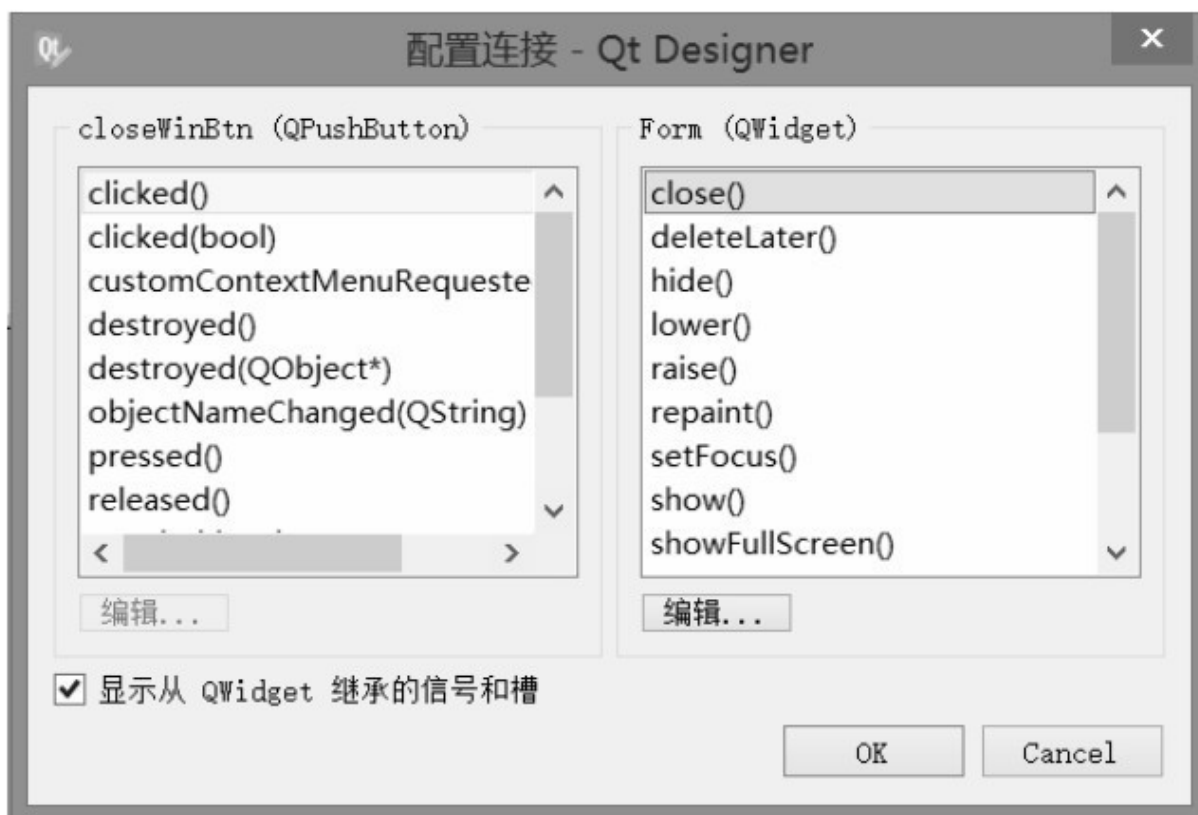 Qt
配置连接 - Qt Designer
closeWinBtn (QPushButton)
clicked()
clicked(bool)
customContextMenuRequeste
destroyed()
destroyed(QObject*)
objectNameChanged(QString)
pressed()
released()
编辑...
Form (QWidget)
close()
deleteLater()
hide()
lower()
raise()
repaint()
setFocus()
show()
showFullScreen()
编辑...
显示从 QWidget 继承的信号和槽
OK
Cancel